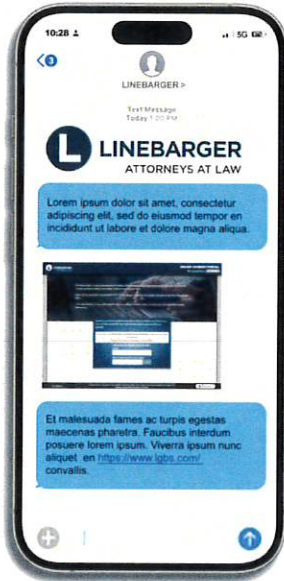 10:28
5G
3
LINEBARGER >
Text Message
Today 1:00 PM
L LINEBARGER
ATTORNEYS AT LAW
Lorem ipsum dolor sit amet, consectetur
adipiscing elit, sed do eiusmod tempor en
incididunt ut labore et dolore magna aliqua.
Et malesuada fames ac turpis egestas
maecenas pharetra. Faucibus interdum
posuere lorem ipsum. Viverra ipsum nunc
aliquet en https://www.lgbs.com/
convallis.